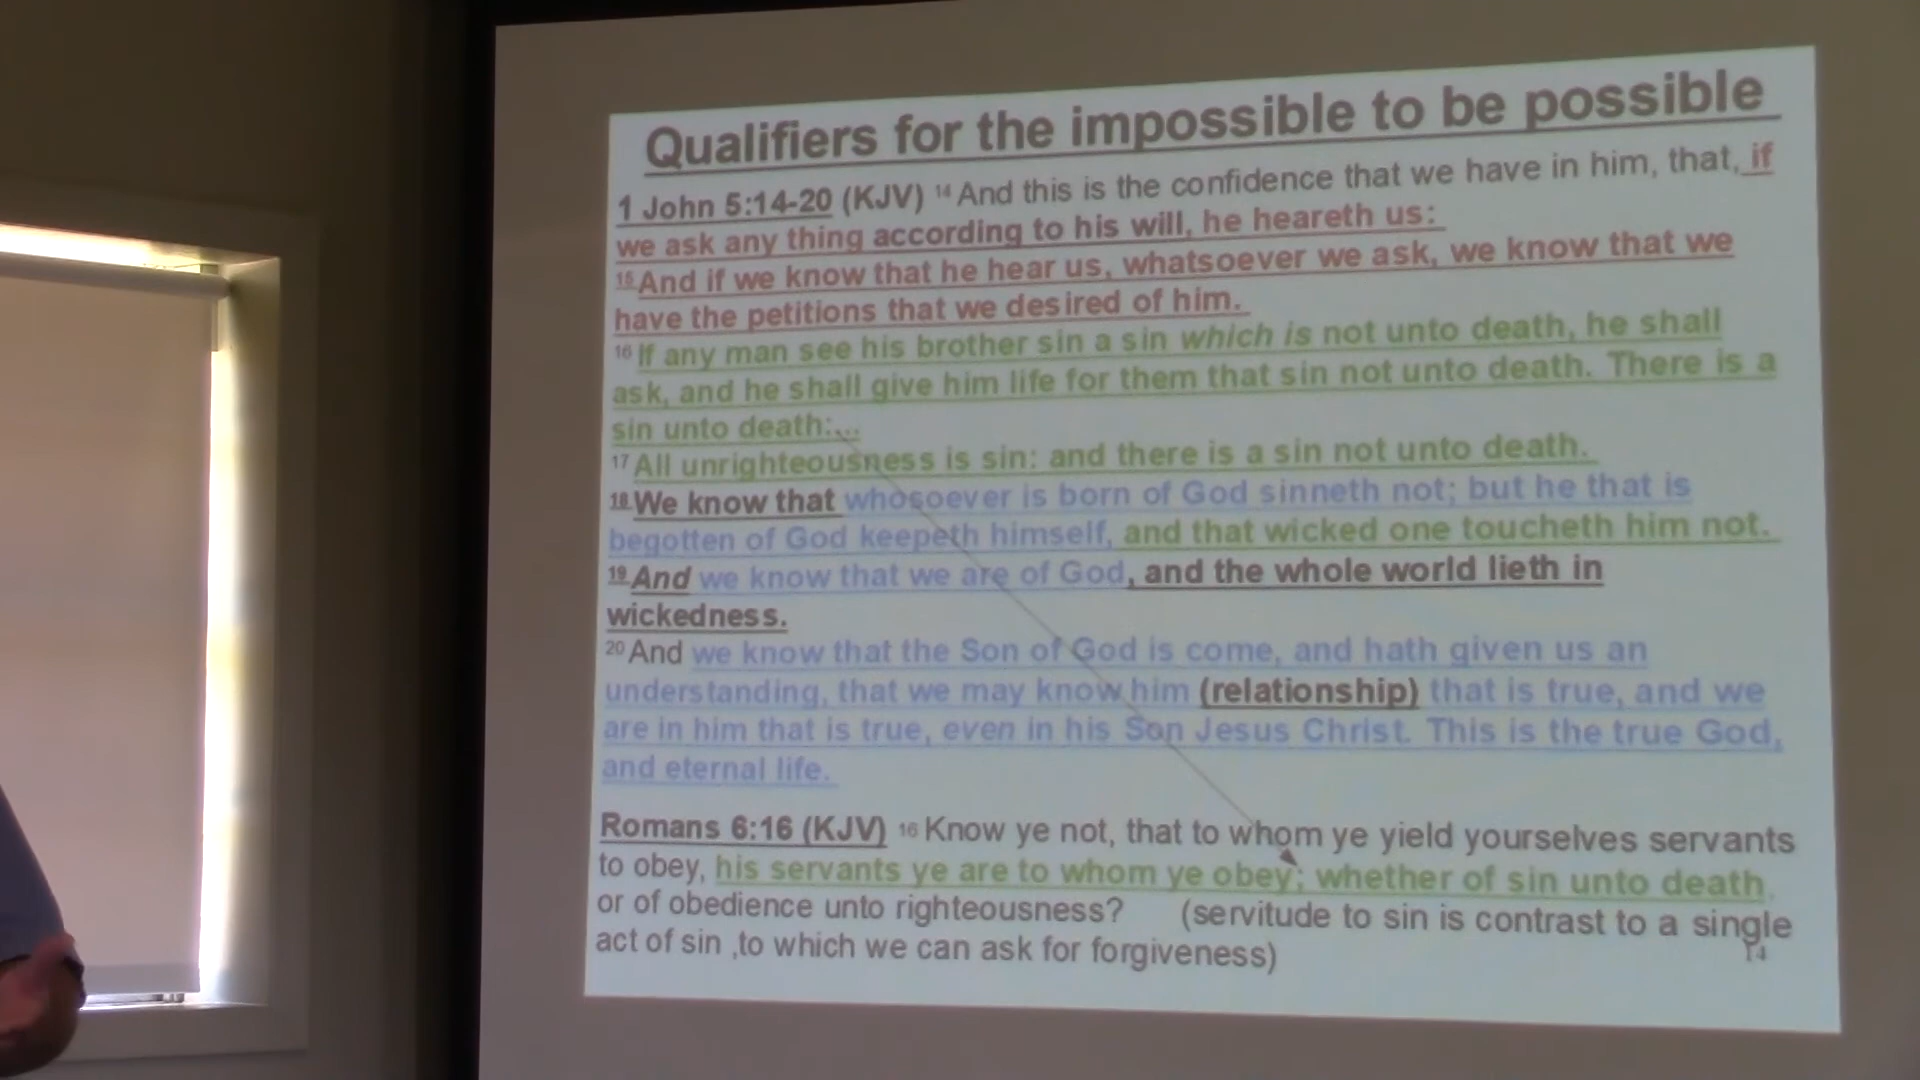 Qualifiers for the impossible to be possible
1 John 5:14-20 (KJV) 14 And this is the confidence that we have in him, that, if
we ask any thing according to his will, he heareth us:
15 And if we know that he hear us, whatsoever we ask, we know that we
have the petitions that we desired of him.
16 If any man see his brother sin a sin which is not unto death, he shall
ask, and he shall give him life for them that sin not unto death. There is a
sin unto death:...
17 All unrighteousness is sin: and there is a sin not unto death.
18 We know that whosoever is born of God sinneth not; but he that is
begotten of God keepeth himself, and that wicked one toucheth him not.
19 And we know that we are of God, and the whole world lieth in
wickedness.
20 And we know that the Son of God is come, and hath given us an
understanding, that we may know him (relationship) that is true, and we
are in him that is true, even in his Son Jesus Christ. This is the true God,
and eternal life.
Romans 6:16 (KJV) 16 Know ye not, that to whom ye yield yourselves servants
to obey, his servants ye are to whom ye obey; whether of sin unto death,
or of obedience unto righteousness? (servitude to sin is contrast to a single
act of sin ,to which we can ask for forgiveness)
14